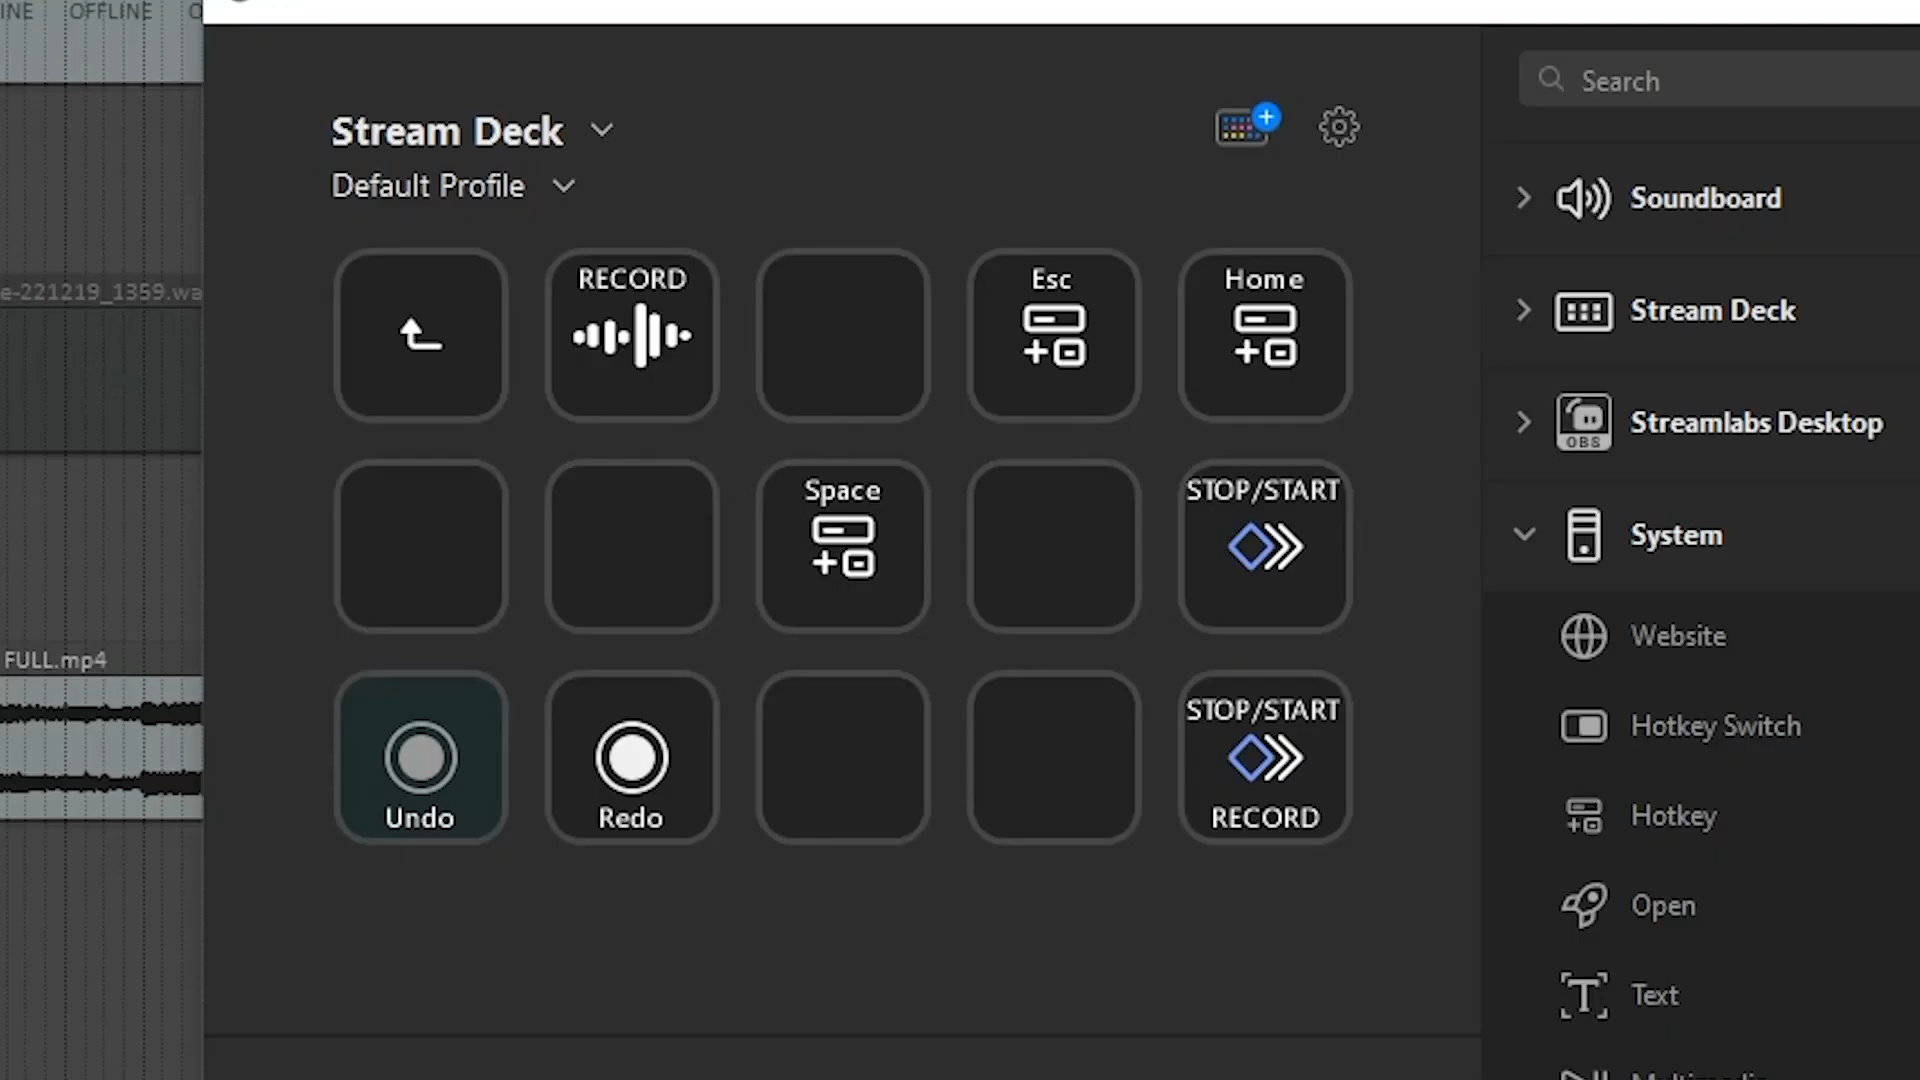 OFFLINE
Search
Stream Deck
Default Profile
Soundboard
e-221219_1359.wa
RECORD
Esc
Home
Stream Deck
Streamlabs Desktop
OBS
Space
STOP/START
System
FULL.mp4
Website
Hotkey Switch
STOP/START
Undo
Redo
RECORD
Hotkey
Open
Text